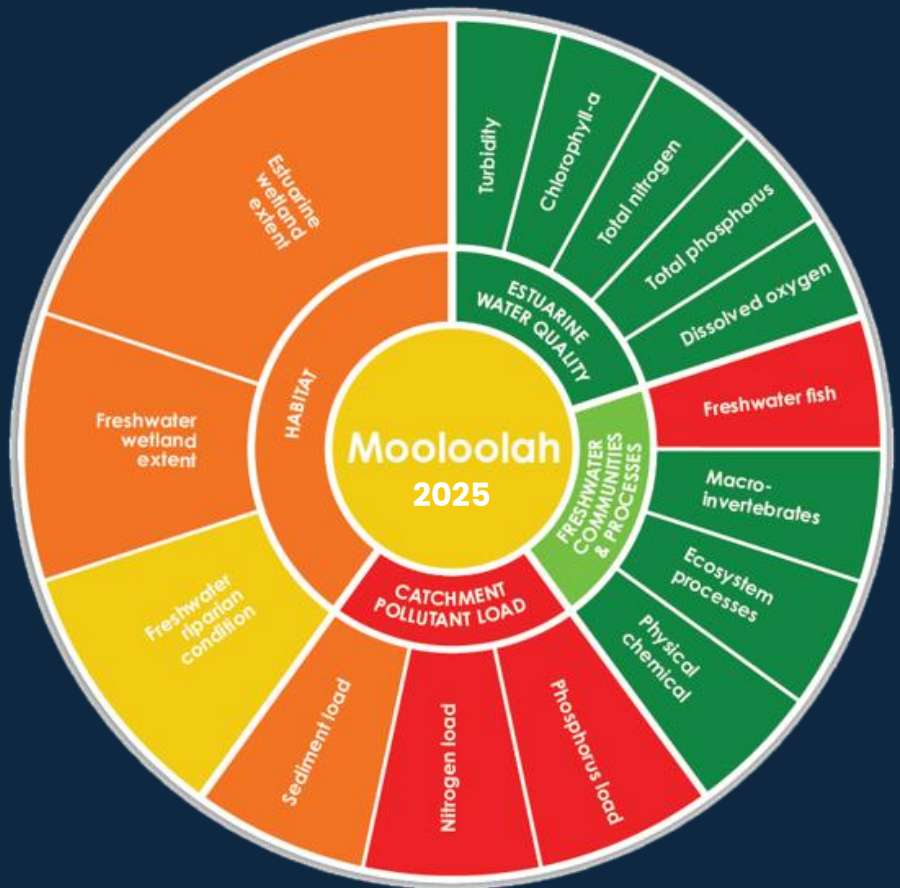 Mooloolah
2025
ESTUARINE
WATER QUALITY
Turbidity
Chlorophyll-a
Total nitrogen
Total phosphorus
Dissolved oxygen
FRESHWATER
COMMUNITIES
& PROCESSES
Freshwater fish
Macro-
invertebrates
Ecosystem
processes
Physical
chemical
CATCHMENT
POLLUTANT LOAD
Phosphorus load
Nitrogen load
Sediment load
HABITAT
Freshwater
riparian
condition
Freshwater
wetland
extent
Estuarine
wetland
extent